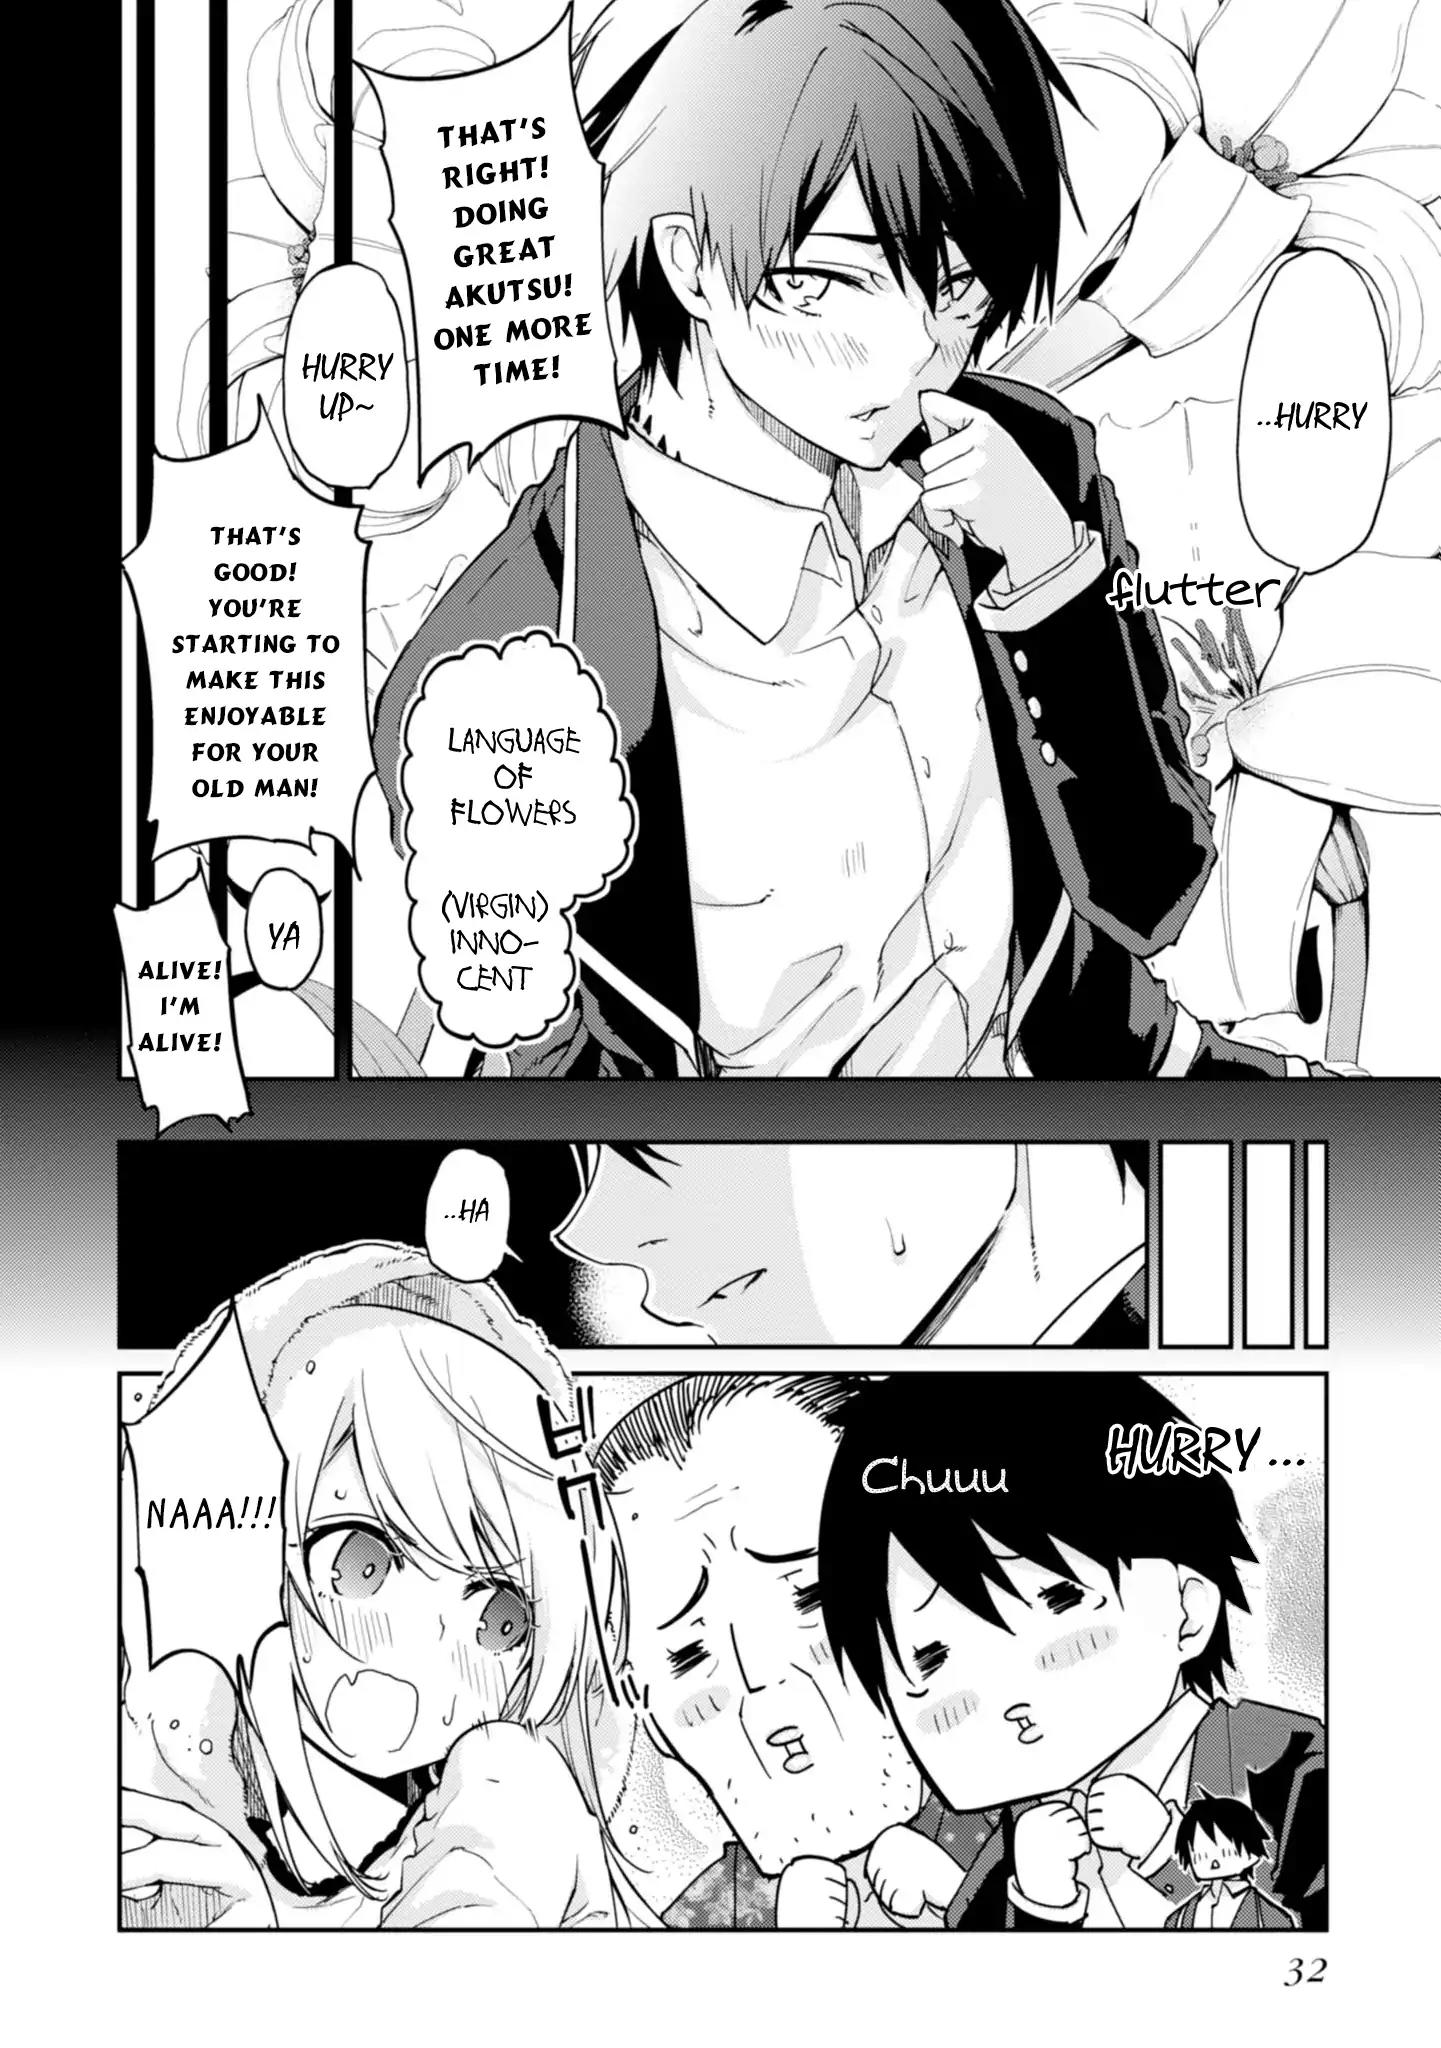 ...HURRY
flutter
THAT'S
RIGHT!
DOING
GREAT
AKUTSU!
ONE MORE
TIME!
HURRY
UP~
LANGUAGE
OF
FLOWERS
(VIRGIN)
INNO-
CENT
THAT'S
GOOD!
YOU'RE
STARTING TO
MAKE THIS
ENJOYABLE
FOR YOUR
OLD MAN!
YA
ALIVE!
I'M
ALIVE!
..HA
HURRY...
Chuuu
NAAA!!!
32